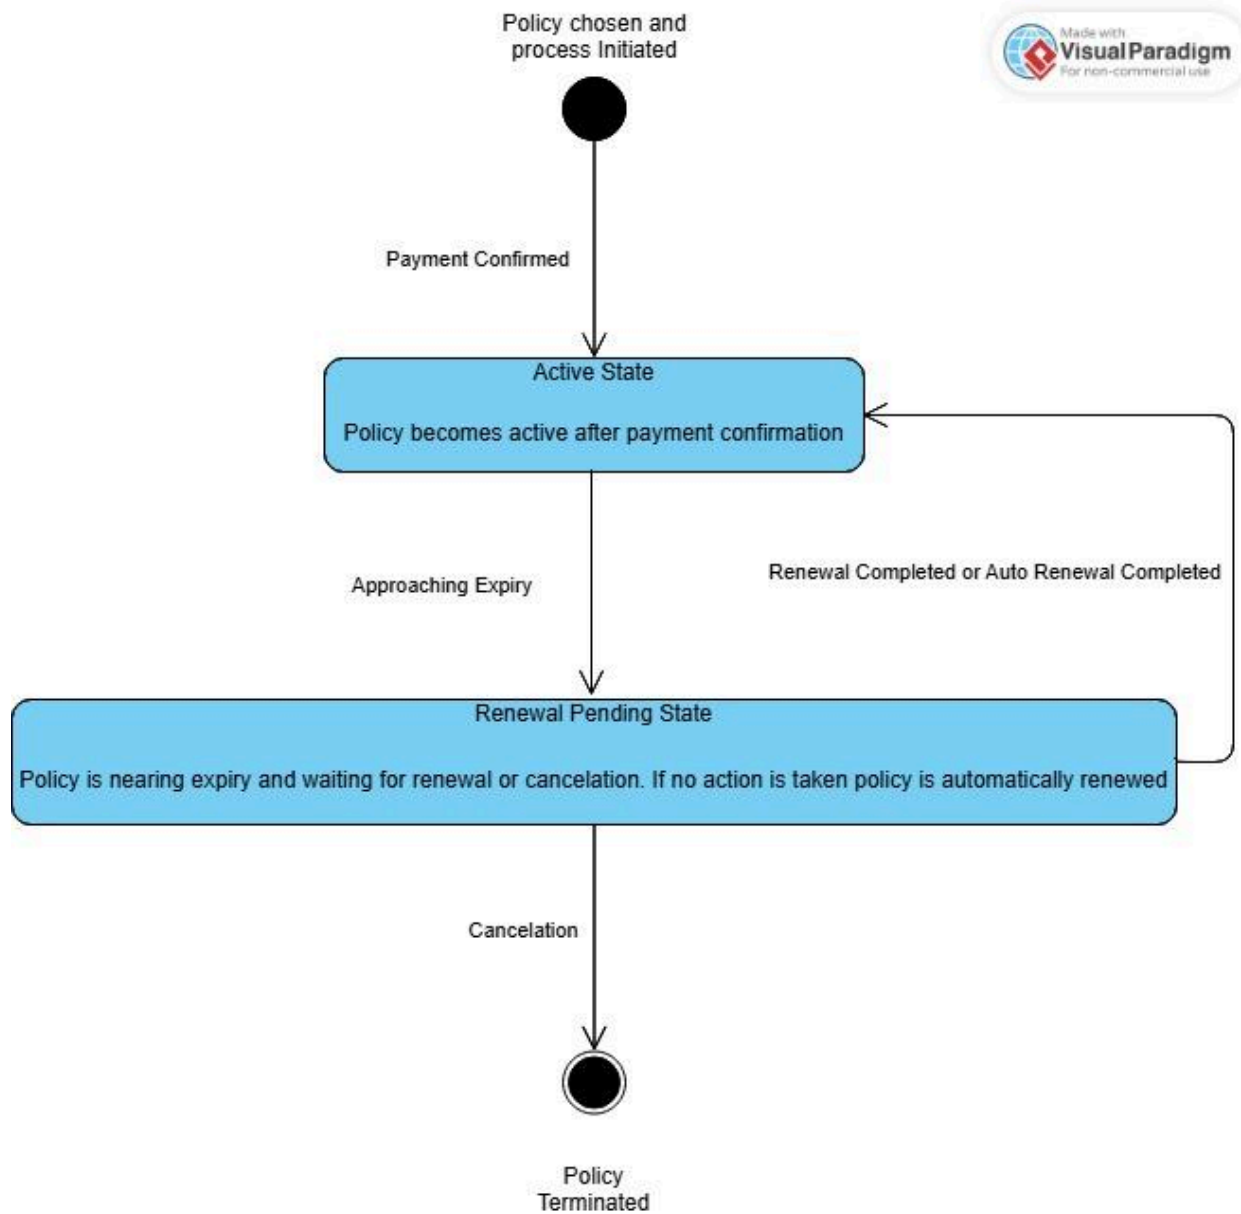 Policy chosen and
process Initiated
Made with
Visual Paradigm
For non-commercial use
Payment Confirmed
Active State
Policy becomes active after payment confirmation
Approaching Expiry
Renewal Completed or Auto Renewal Completed
Renewal Pending State
Policy is nearing expiry and waiting for renewal or cancelation. If no action is taken policy is automatically renewed
Cancelation
Policy
Terminated